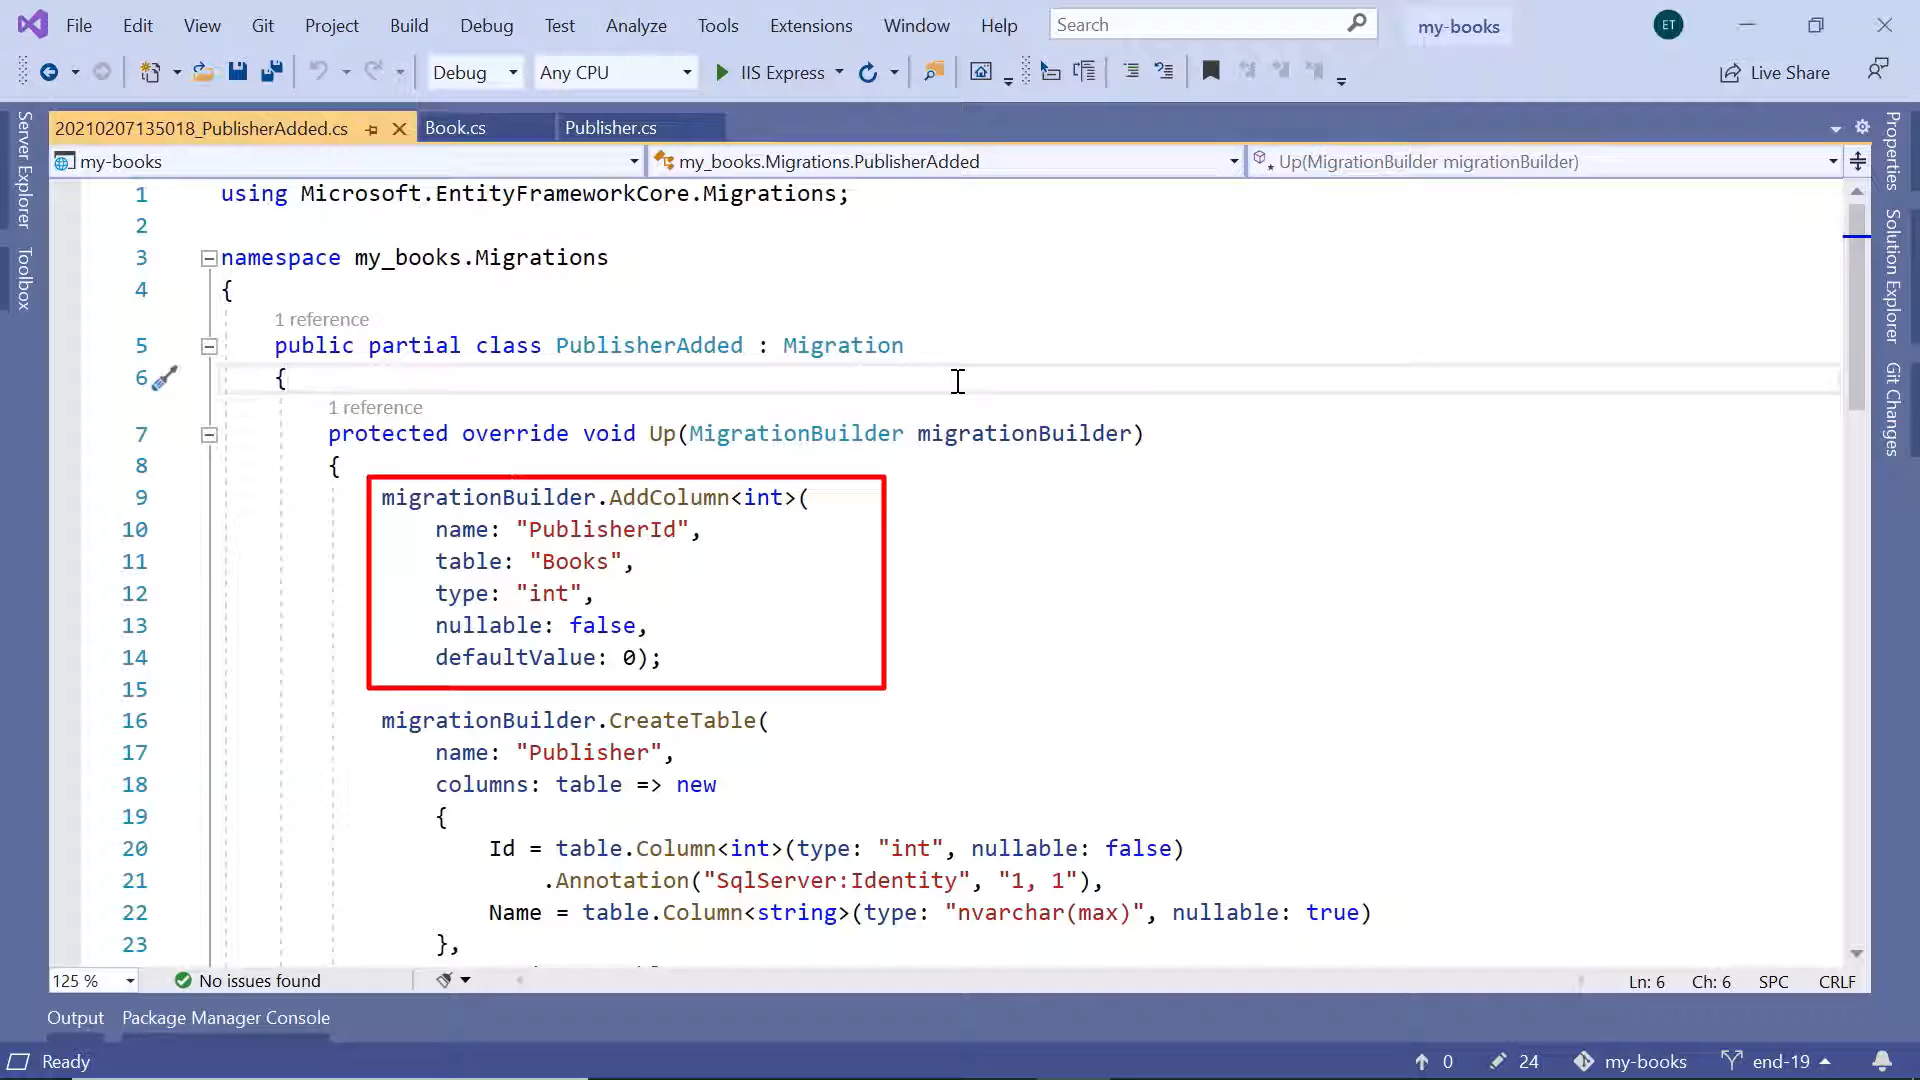 File Edit View Git Project Build Debug Test Analyze Tools Extensions Window Help Search my-books ET
Debug Any CPU IIS Express Live Share
Server Explorer
Toolbox
20210207135018_PublisherAdded.cs Book.cs Publisher.cs
my-books my_books.Migrations.PublisherAdded Up(MigrationBuilder migrationBuilder)
1 using Microsoft.EntityFrameworkCore.Migrations;
2
3 namespace my_books.Migrations
4 {
1 reference
5 public partial class PublisherAdded : Migration
6 {
1 reference
7 protected override void Up(MigrationBuilder migrationBuilder)
8 {
9 migrationBuilder.AddColumn<int>(
10 name: "PublisherId",
11 table: "Books",
12 type: "int",
13 nullable: false,
14 defaultValue: 0);
15
16 migrationBuilder.CreateTable(
17 name: "Publisher",
18 columns: table => new
19 {
20 Id = table.Column<int>(type: "int", nullable: false)
21 .Annotation("SqlServer:Identity", "1, 1"),
22 Name = table.Column<string>(type: "nvarchar(max)", nullable: true)
23 },
Properties
Solution Explorer
Git Changes
125 % No issues found Ln: 6 Ch: 6 SPC CRLF
Output Package Manager Console
Ready 0 24 my-books end-19